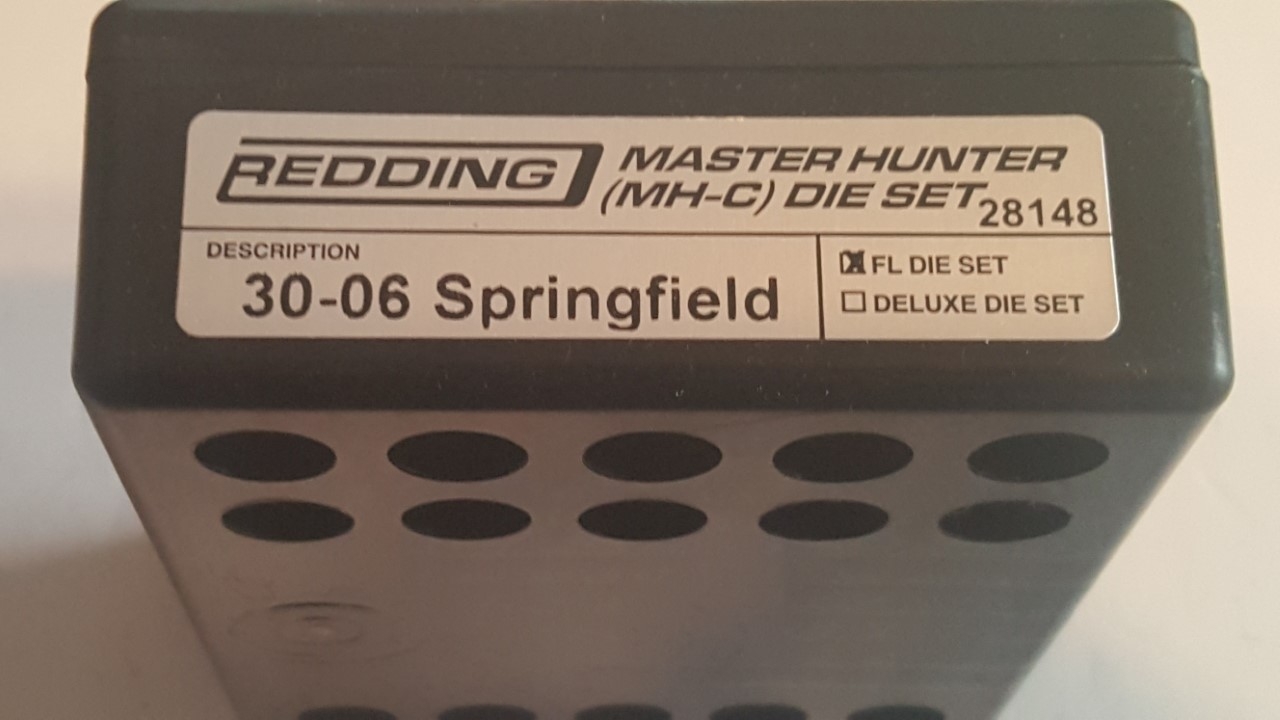 REDDING
MASTER HUNTER
(MH-C) DIE SET
28148
DESCRIPTION
30-06 Springfield
FL DIE SET
DELUXE DIE SET